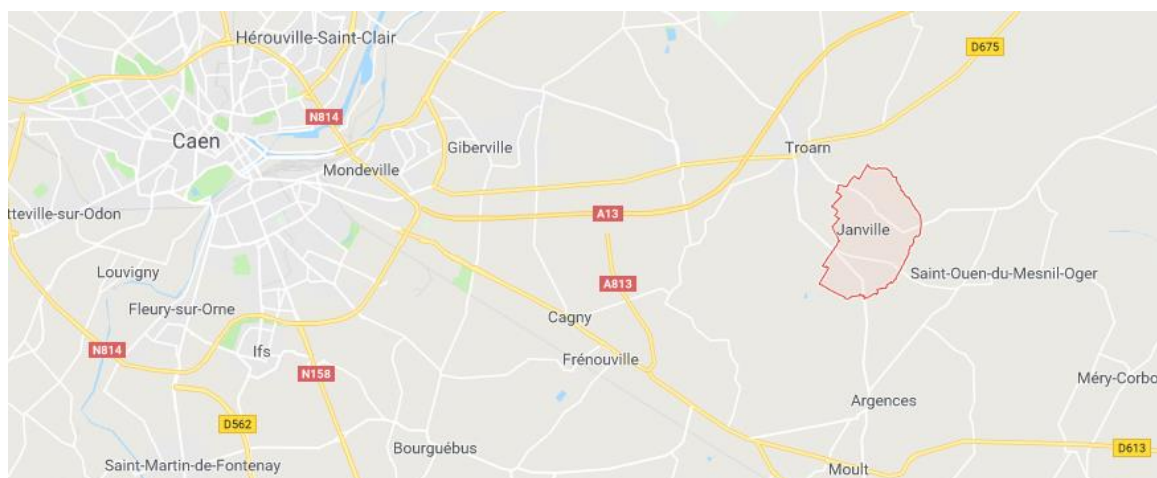 Hérouville-Saint-Clair
D675
N814
Caen
Giberville
Troarn
Mondeville
tteville-sur-Odon
A13
Janville
Louvigny
Saint-Ouen-du-Mesnil-Oger
A813
Fleury-sur-Orne
Cagny
N814
Ifs
Frénouville
N158
Méry-Corbo
Argences
D562
Bourguébus
D613
Saint-Martin-de-Fontenay
Moult